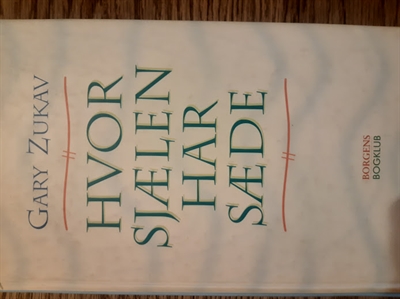 GARY ZUKAV
HVOR
SJÆLEN
HAR
SÆDE
BORGENS
BOGKLUB